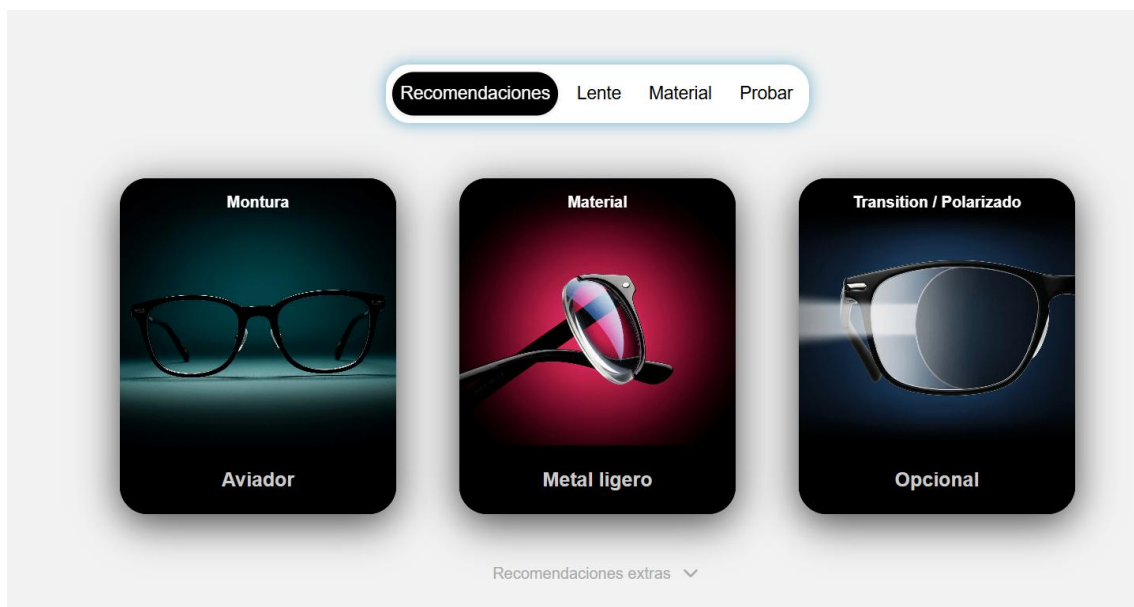 Recomendaciones Lente Material Probar
Montura Material Transition / Polarizado
Aviador Metal ligero Opcional
Recomendaciones extras